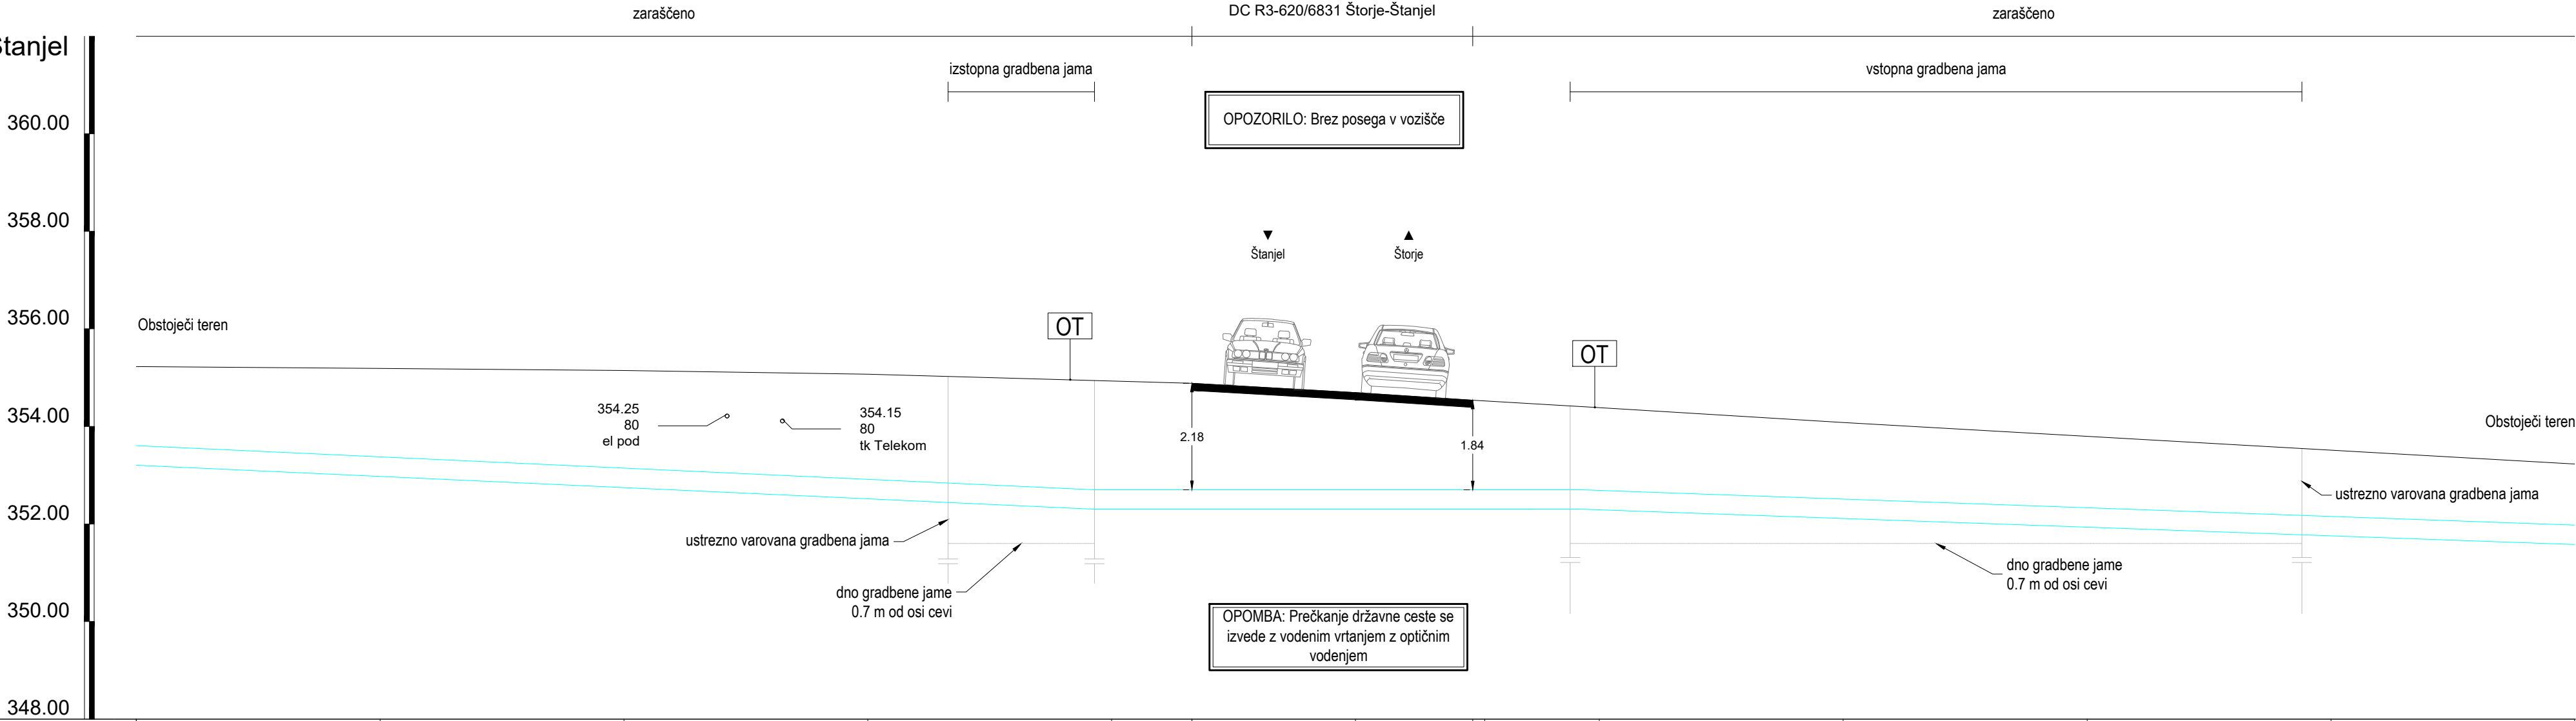 zaraščeno
DC R3-620/6831 Štorje-Štanjel
zaraščeno
Štanjel
izstopna gradbena jama
vstopna gradbena jama
OPOZORILO: Brez posega v vozišče
360.00
358.00
Štanjel
Štorje
356.00
Obstoječi teren
OT
OT
354.00
354.25
80
el pod
354.15
80
tk Telekom
2.18
1.84
Obstoječi teren
352.00
ustrezno varovana gradbena jama
ustrezno varovana gradbena jama
dno gradbene jame
0.7 m od osi cevi
dno gradbene jame
0.7 m od osi cevi
350.00
OPOMBA: Prečkanje državne ceste se
izvede z vodenim vrtanjem z optičnim
vodenjem
348.00